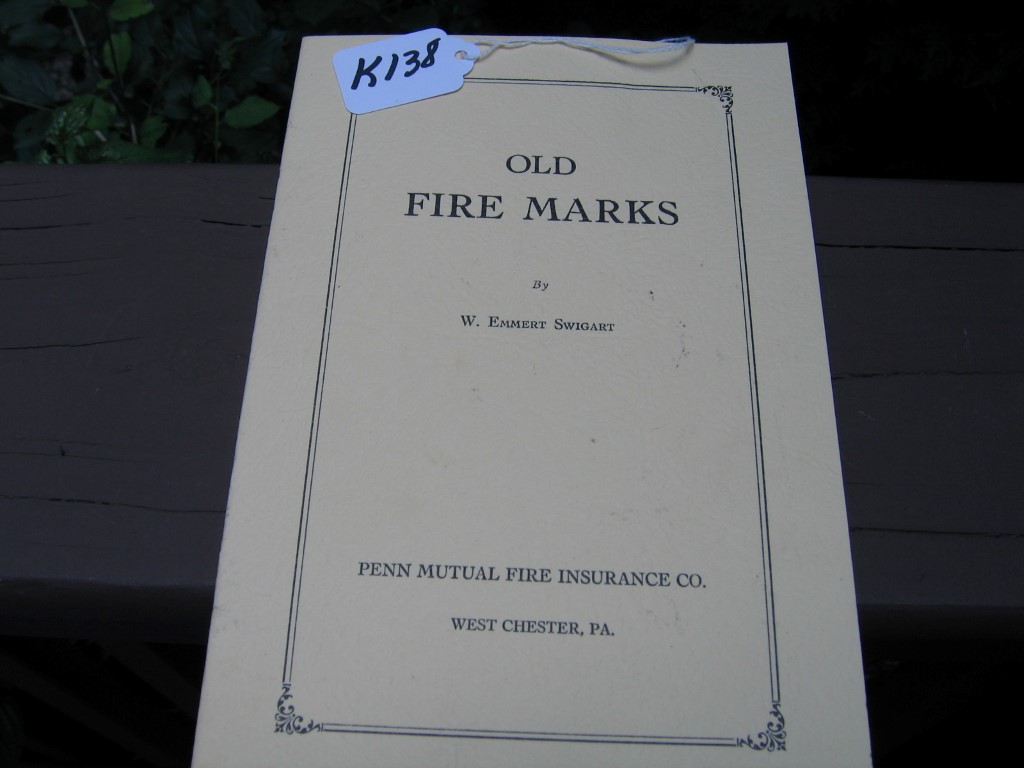 K138
OLD
FIRE MARKS
By
W. EMMERT SWIGART
PENN MUTUAL FIRE INSURANCE CO.
WEST CHESTER, PA.